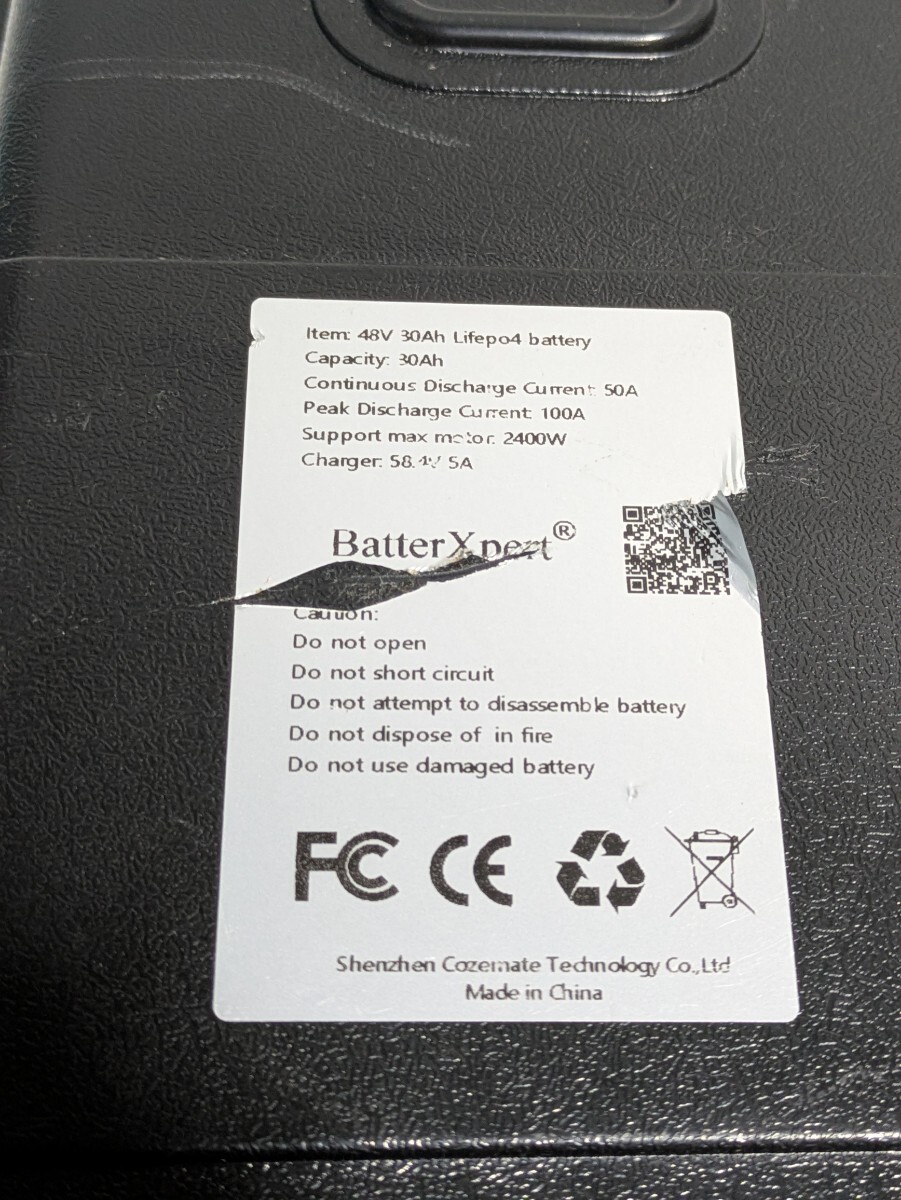 Item: 48V 30Ah Lifepo4 battery
Capacity: 30Ah
Continuous Discharge Current: 50A
Peak Discharge Current: 100A
Support max motor: 2400W
Charger: 58.4V 5A
BatterXpert®
Caution:
Do not open
Do not short circuit
Do not attempt to disassemble battery
Do not dispose of in fire
Do not use damaged battery
FC CE
Shenzhen Cozemate Technology Co.,Ltd
Made in China